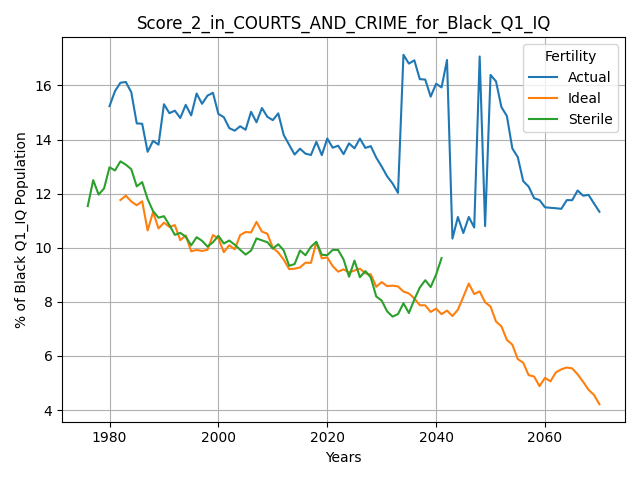 Score_2_in_COURTS_AND_CRIME_for_Black_Q1_IQ
Fertility
Actual
Ideal
Sterile
% of Black Q1_IQ Population
16
14
12
10
8
6
4
1980 2000 2020 2040 2060
Years